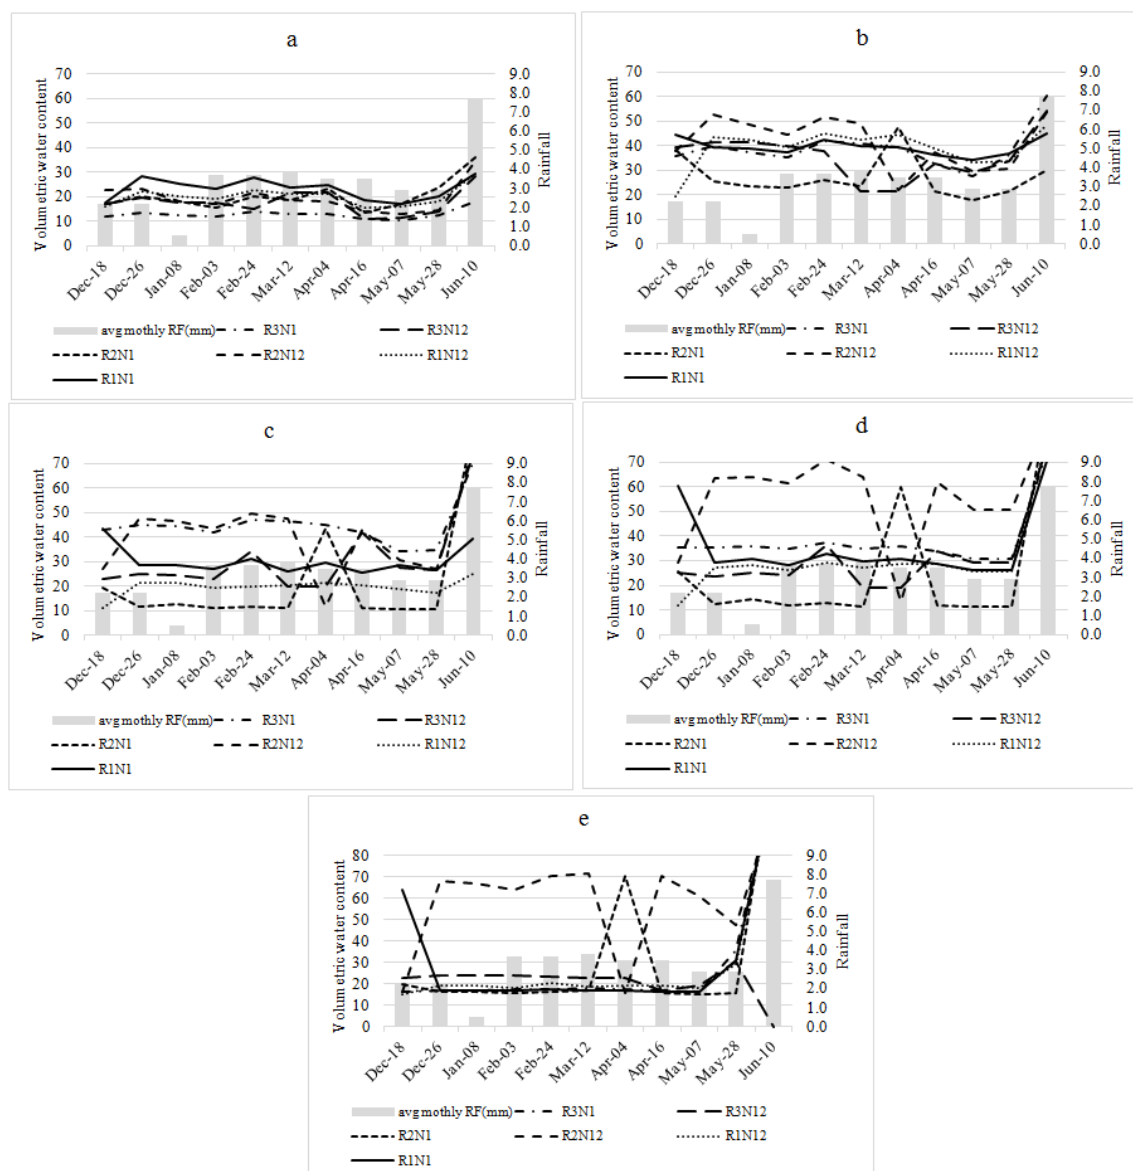 a
Volumetric water content
70
60
50
40
30
20
10
0
9.0
8.0
7.0
6.0
5.0
4.0
3.0
2.0
1.0
0.0
Rainfall
Dec-18 Dec-26 Jan-08 Feb-03 Feb-24 Mar-12 Apr-04 Apr-16 May-07 May-28 Jun-10
avg mothly RF(mm) R3N1 R3N12
R2N1 R2N12 R1N12
R1N1
b
Volumetric water content
70
60
50
40
30
20
10
0
9.0
8.0
7.0
6.0
5.0
4.0
3.0
2.0
1.0
0.0
Rainfall
Dec-18 Dec-26 Jan-08 Feb-03 Feb-24 Mar-12 Apr-04 Apr-16 May-07 May-28 Jun-10
avg mothly RF(mm) R3N1 R3N12
R2N1 R2N12 R1N12
R1N1
c
Volumetric water content
70
60
50
40
30
20
10
0
9.0
8.0
7.0
6.0
5.0
4.0
3.0
2.0
1.0
0.0
Rainfall
Dec-18 Dec-26 Jan-08 Feb-03 Feb-24 Mar-12 Apr-04 Apr-16 May-07 May-28 Jun-10
avg mothly RF(mm) R3N1 R3N12
R2N1 R2N12 R1N12
R1N1
d
Volumetric water content
70
60
50
40
30
20
10
0
9.0
8.0
7.0
6.0
5.0
4.0
3.0
2.0
1.0
0.0
Rainfall
Dec-18 Dec-26 Jan-08 Feb-03 Feb-24 Mar-12 Apr-04 Apr-16 May-07 May-28 Jun-10
avg mothly RF(mm) R3N1 R3N12
R2N1 R2N12 R1N12
R1N1
e
Volumetric water content
80
70
60
50
40
30
20
10
0
9.0
8.0
7.0
6.0
5.0
4.0
3.0
2.0
1.0
0.0
Rainfall
Dec-18 Dec-26 Jan-08 Feb-03 Feb-24 Mar-12 Apr-04 Apr-16 May-07 May-28 Jun-10
avg mothly RF(mm) R3N1 R3N12
R2N1 R2N12 R1N12
R1N1